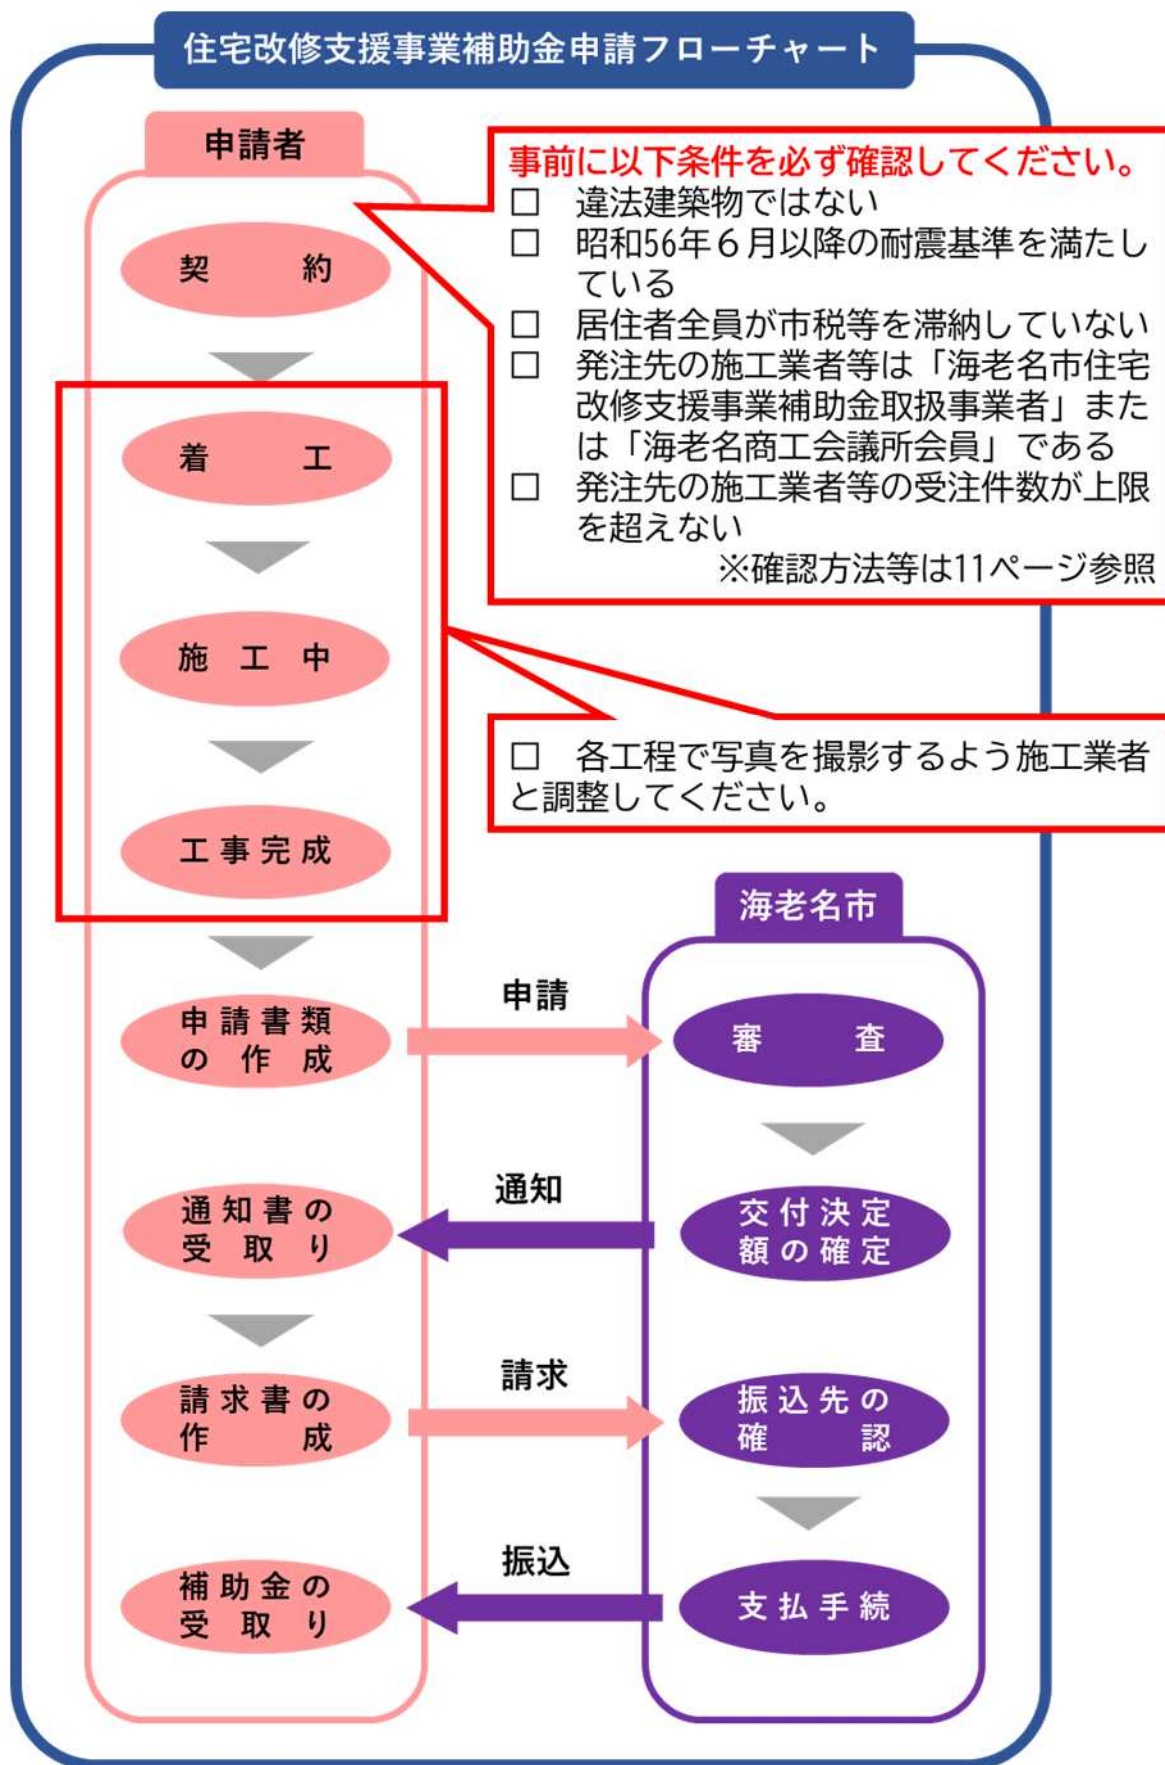 住宅改修支援事業補助金申請フローチャート
申請者
事前に以下条件を必ず確認してください。
□ 違法建築物ではない
□ 昭和56年６月以降の耐震基準を満たし
ている
□ 居住者全員が市税等を滞納していない
□ 発注先の施工業者等は「海老名市住宅
改修支援事業補助金取扱事業者」また
は「海老名商工会議所会員」である
□ 発注先の施工業者等の受注件数が上限
を超えない
※確認方法等は11ページ参照
契約
着工
施工中
工事完成
□ 各工程で写真を撮影するよう施工業者
と調整してください。
海老名市
申請書類
の作成
申請
審査
通知書の
受取り
通知
交付決定
額の確定
請求書の
作成
請求
振込先の
確認
補助金の
受取り
振込
支払手続